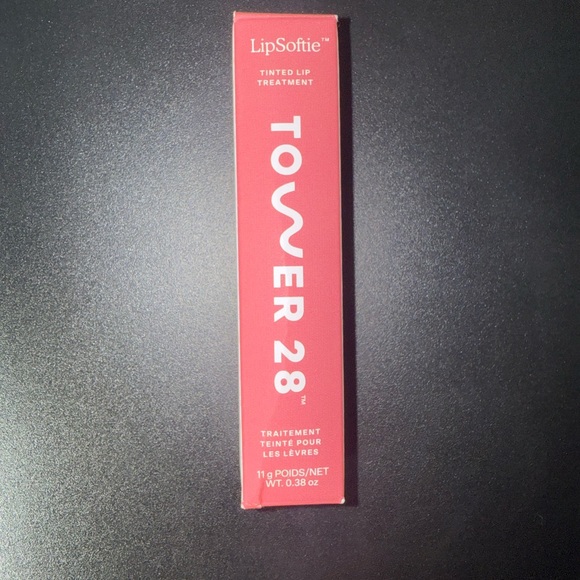 LipSoftie™
TINTED LIP
TREATMENT
TOWER 28™
TRAITEMENT
TEINTÉ POUR
LES LÈVRES
11 g POIDS/NET
WT. 0.38 oz